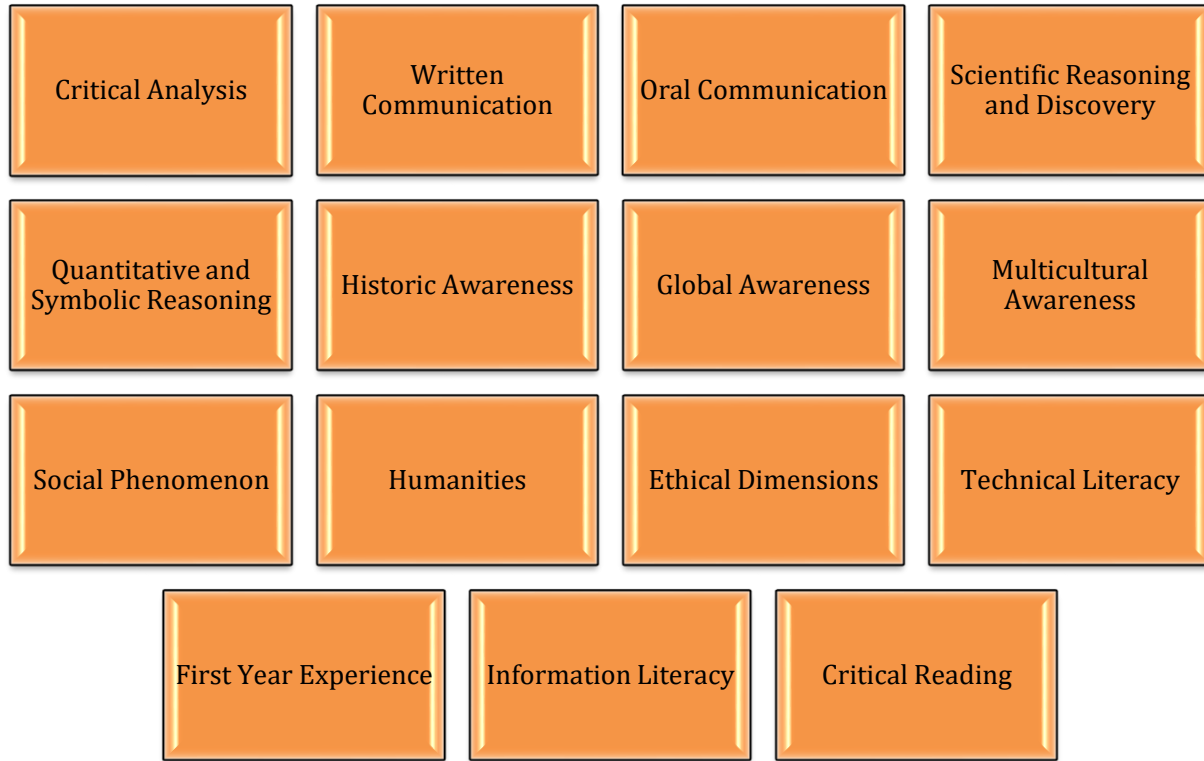 Critical Analysis
Written
Communication
Oral Communication
Scientific Reasoning
and Discovery
Quantitative and
Symbolic Reasoning
Historic Awareness
Global Awareness
Multicultural
Awareness
Social Phenomenon
Humanities
Ethical Dimensions
Technical Literacy
First Year Experience
Information Literacy
Critical Reading